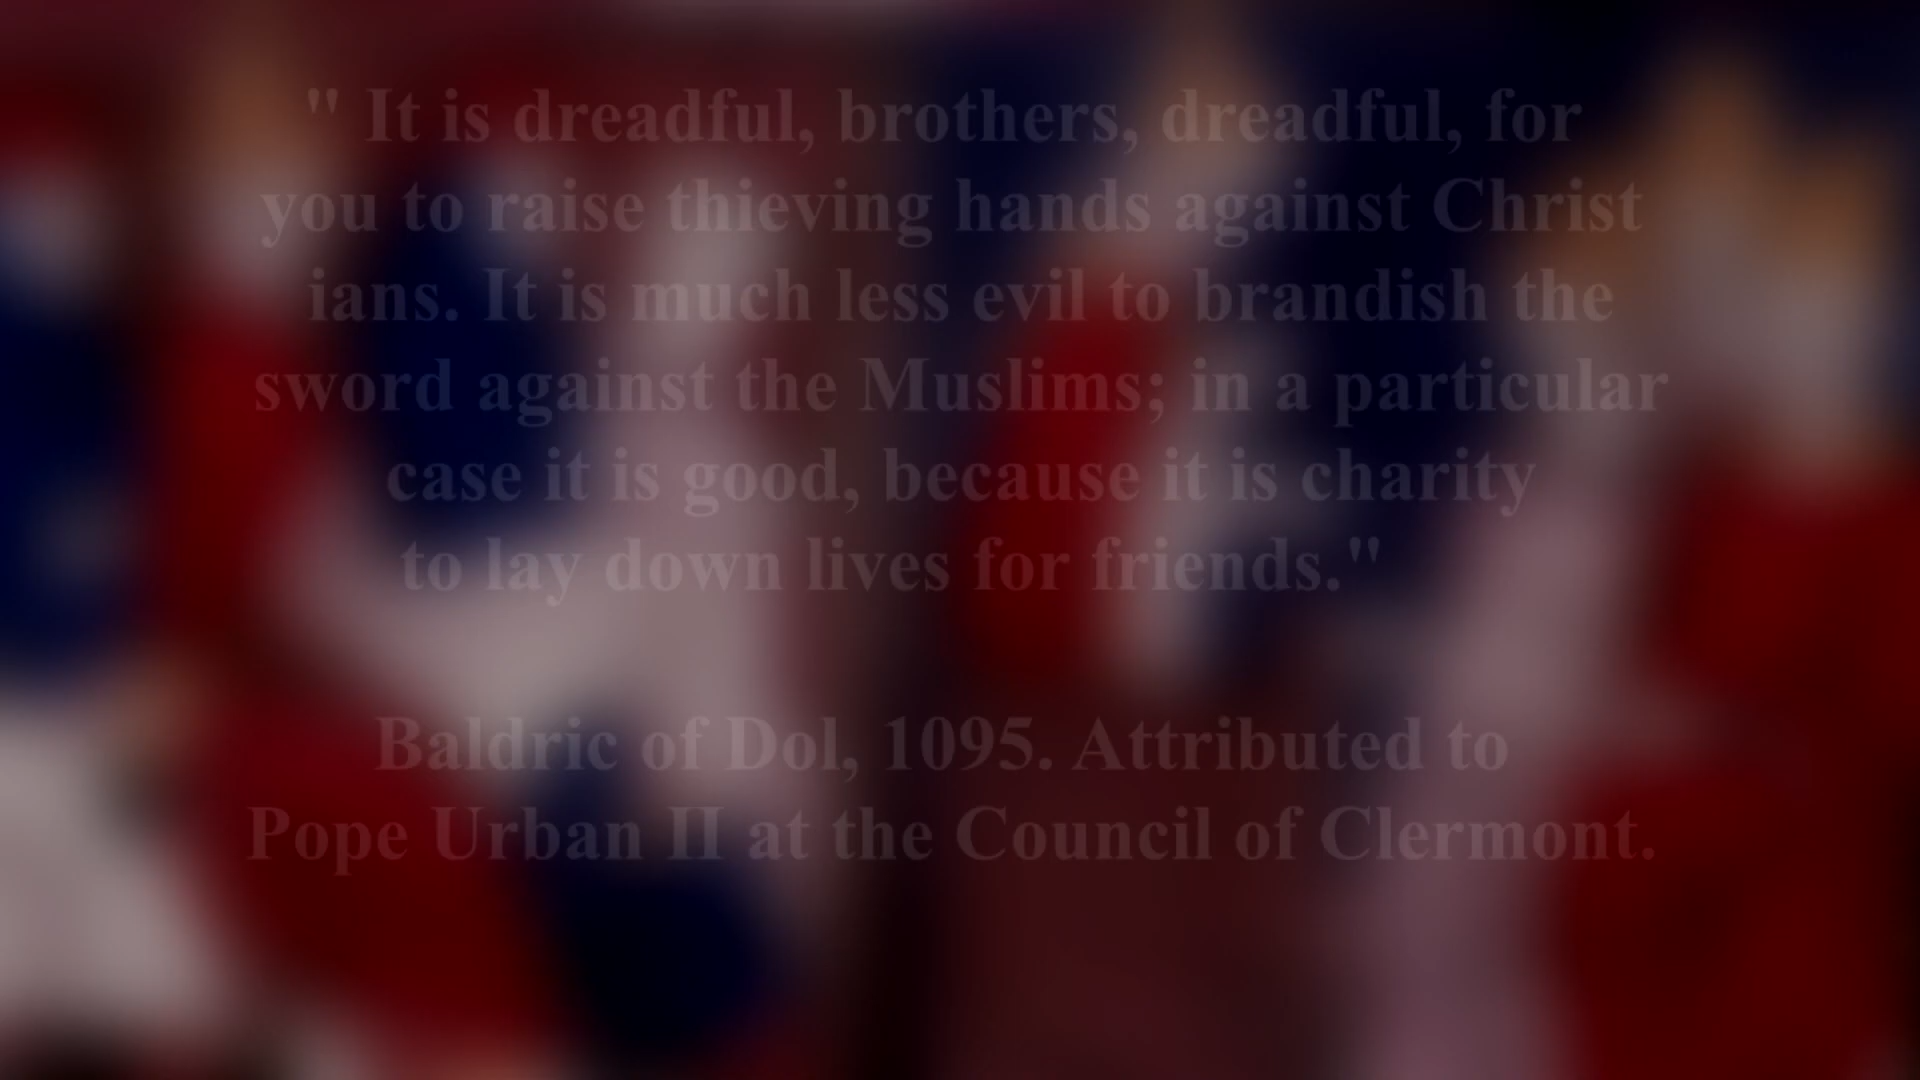 " It is dreadful, brothers, dreadful, for
you to raise thieving hands against Christ
ians. It is much less evil to brandish the
sword against the Muslims; in a particular
case it is good, because it is charity
to lay down lives for friends."
Baldric of Dol, 1095. Attributed to
Pope Urban II at the Council of Clermont.